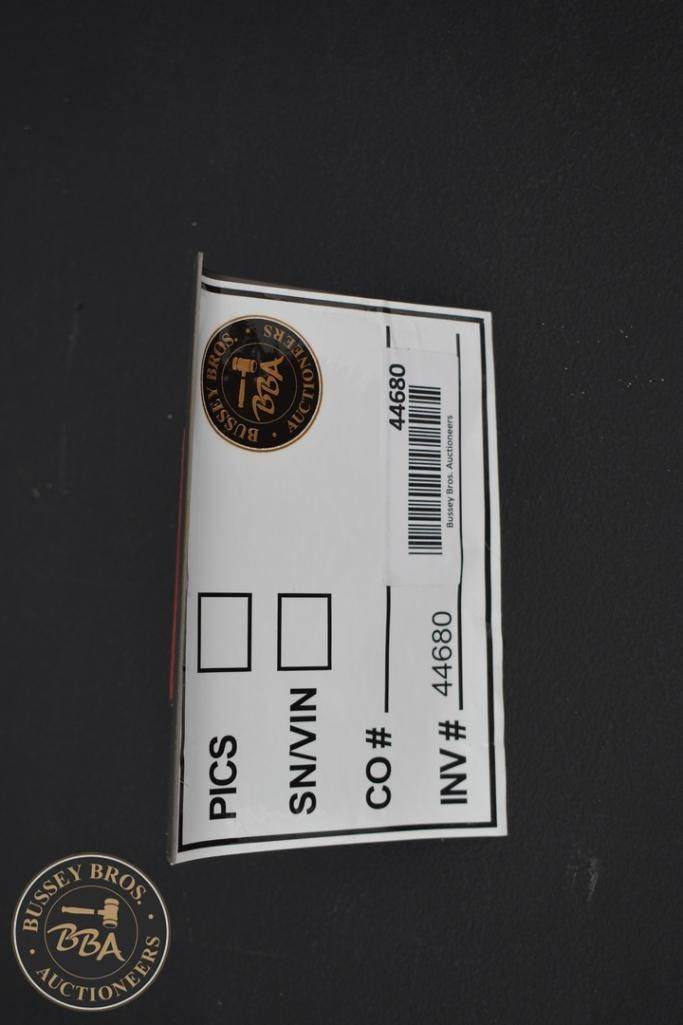 PICS
SN/VIN
CO #
INV # 44680
44680
Bussey Bros. Auctioneers
BUSSEY BROS.
BBA
AUCTIONEERS
BUSSEY BROS.
BBA
AUCTIONEERS